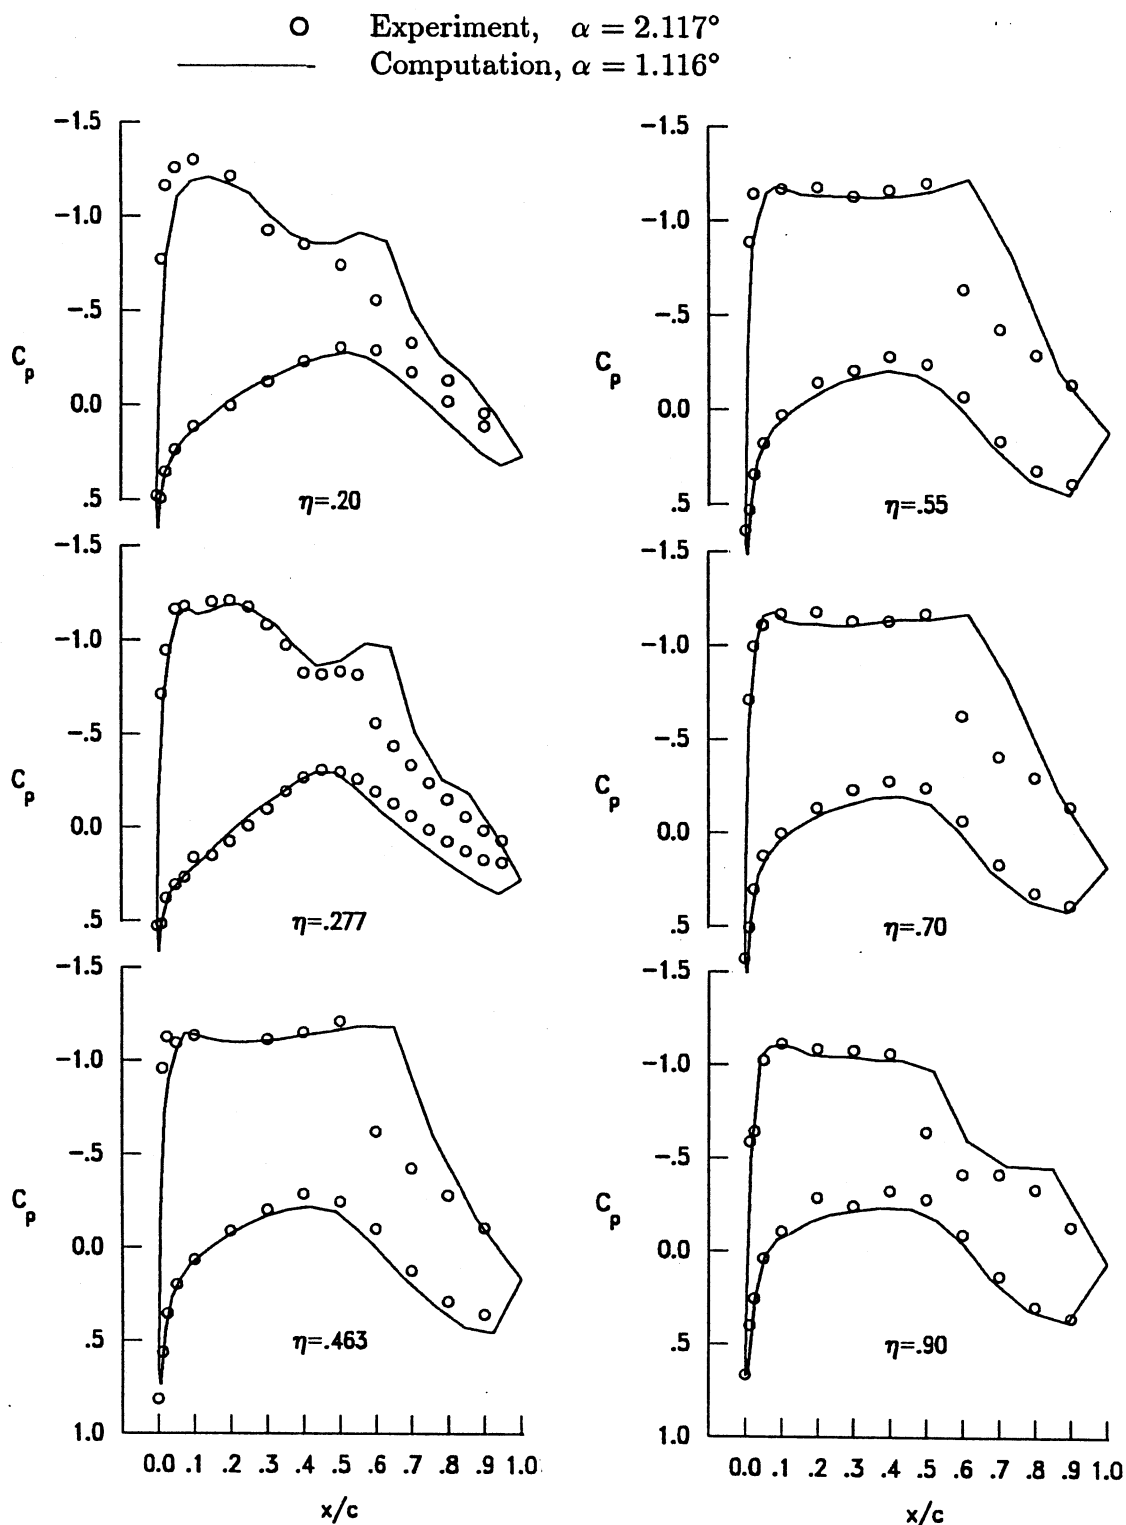 Experiment, α = 2.117°
Computation, α = 1.116°
-1.5
-1.0
-.5
0.0
.5
C_p
η=.20
-1.5
-1.0
-.5
0.0
.5
C_p
η=.55
-1.5
-1.0
-.5
0.0
.5
C_p
η=.277
-1.5
-1.0
-.5
0.0
.5
C_p
η=.70
-1.5
-1.0
-.5
0.0
.5
1.0
C_p
η=.463
0.0 .1 .2 .3 .4 .5 .6 .7 .8 .9 1.0
x/c
-1.5
-1.0
-.5
0.0
.5
1.0
C_p
η=.90
0.0 .1 .2 .3 .4 .5 .6 .7 .8 .9 1.0
x/c